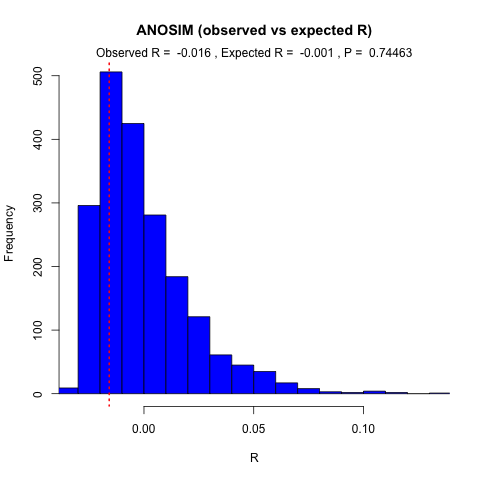 ANOSIM (observed vs expected R)
Observed R =  -0.016 , Expected R =  -0.001 , P =  0.74463
500
400
300
200
100
0
Frequency
0.00 0.05 0.10
R